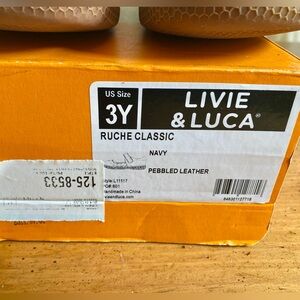 US Size
3Y
LIVIE
& LUCA
RUCHE CLASSIC
NAVY
PEBBLED LEATHER
125-8533
Handmade in China